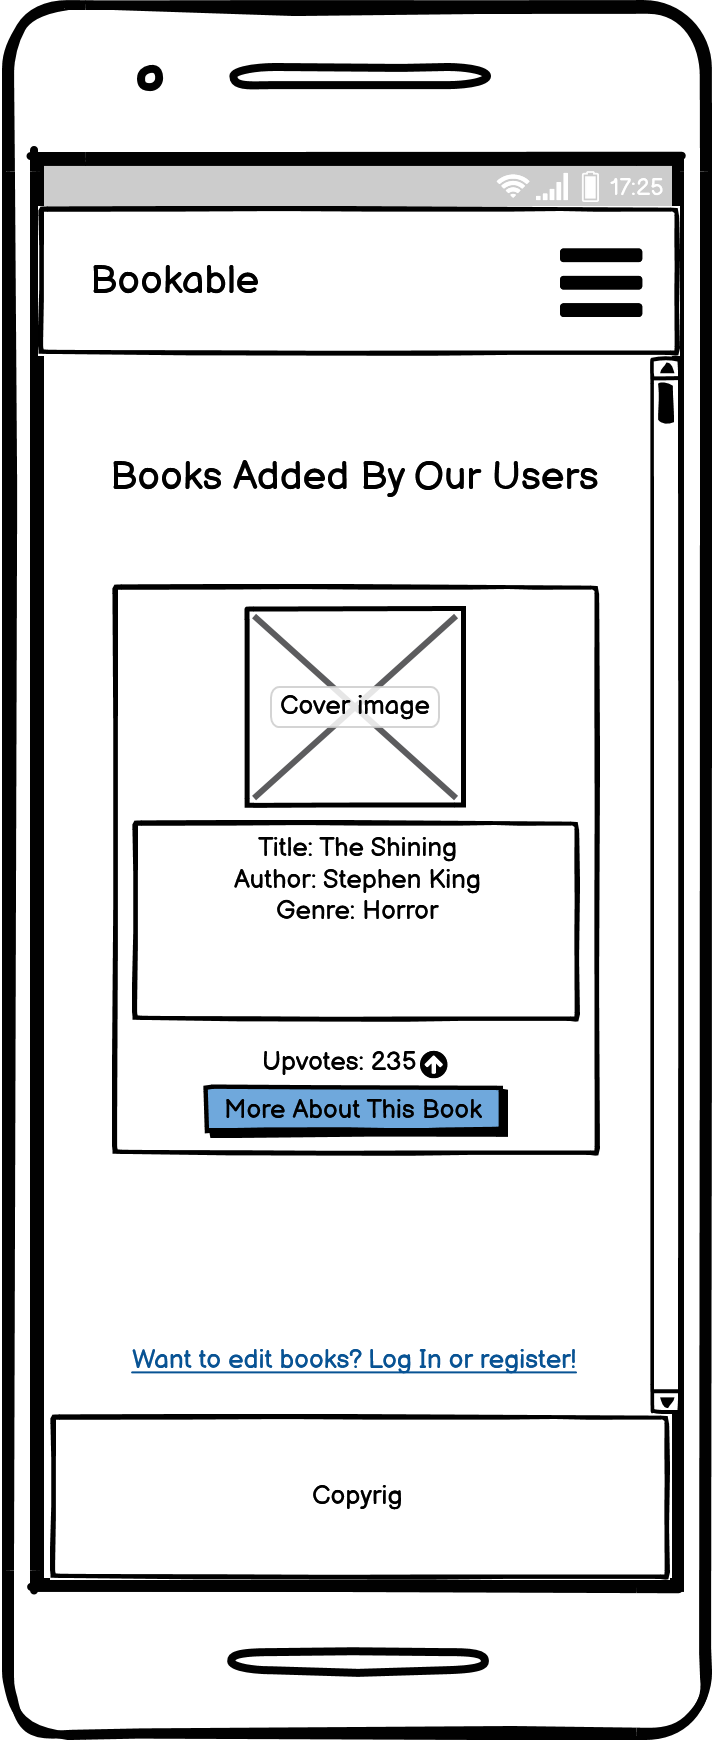 17:25
Bookable
Books Added By Our Users
Cover image
Title: The Shining
Author: Stephen King
Genre: Horror
Upvotes: 235
More About This Book
Want to edit books? Log In or register!
Copyrig